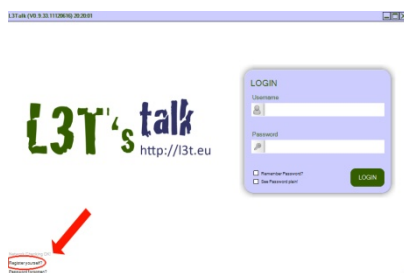 L3Talk (V0.9.33.11120616) 20:20:01
L3T's talk
http://l3t.eu
LOGIN
Username
Password
Remember Password?
See Password plain?
LOGIN
Register yourself?
Password forgotten?